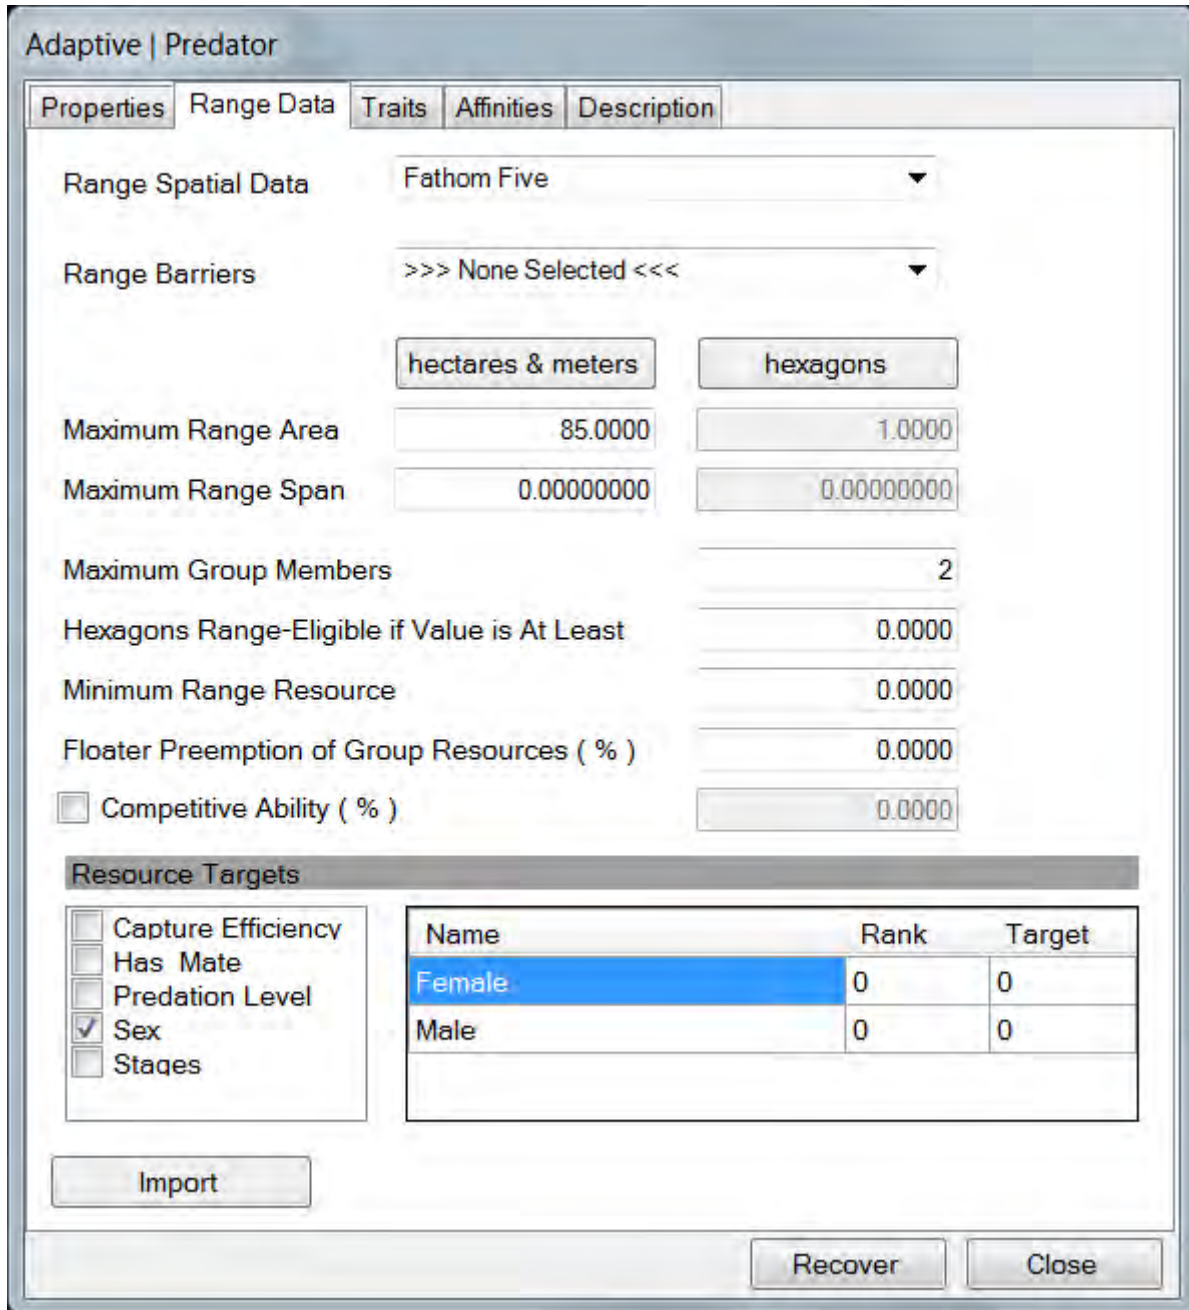 Adaptive | Predator
Properties Range Data Traits Affinities Description
Range Spatial Data Fathom Five
Range Barriers >>> None Selected <<<
hectares & meters hexagons
Maximum Range Area 85.0000 1.0000
Maximum Range Span 0.00000000 0.00000000
Maximum Group Members 2
Hexagons Range-Eligible if Value is At Least 0.0000
Minimum Range Resource 0.0000
Floater Preemption of Group Resources ( % ) 0.0000
Competitive Ability ( % ) 0.0000
Resource Targets
Capture Efficiency
Has Mate
Predation Level
Sex
Stages
Name Rank Target
Female 0 0
Male 0 0
Import
Recover Close